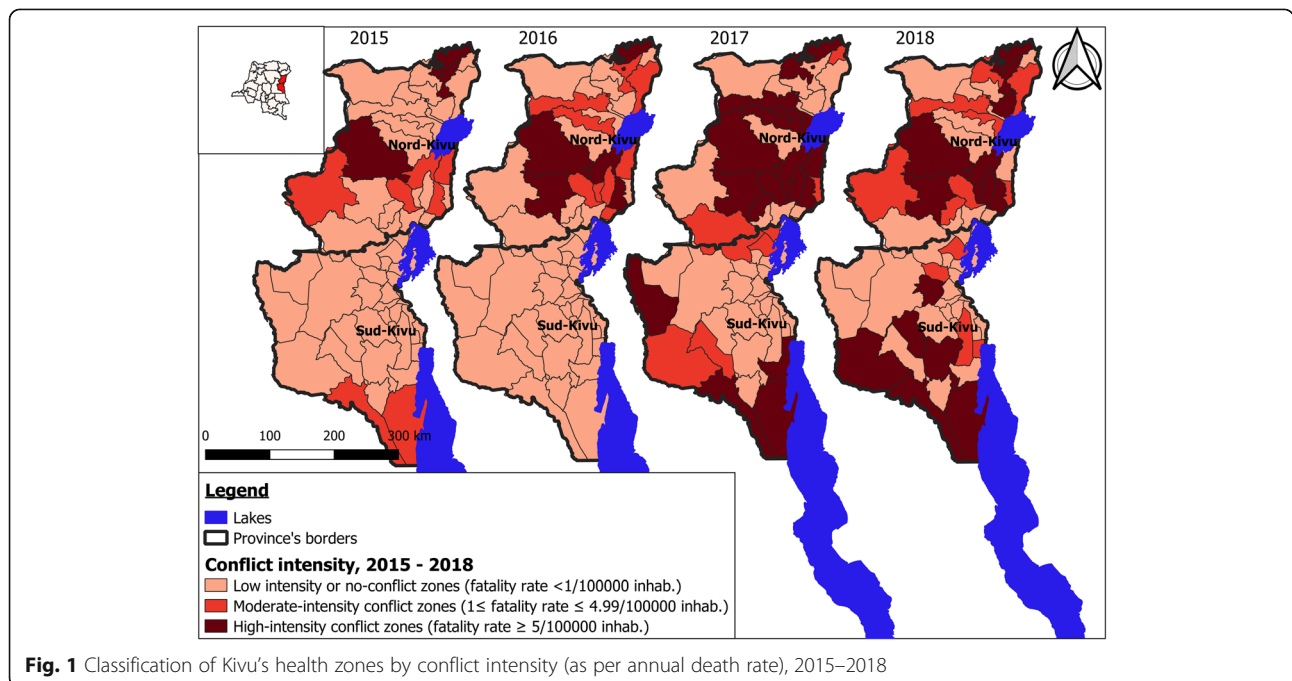 2015 2016 2017 2018
Nord-Kivu Nord-Kivu Nord-Kivu Nord-Kivu
Sud-Kivu Sud-Kivu Sud-Kivu Sud-Kivu
0 100 200 300 km
Legend
Lakes
Province's borders
Conflict intensity, 2015 - 2018
Low intensity or no-conflict zones (fatality rate <1/100000 inhab.)
Moderate-intensity conflict zones (1≤ fatality rate ≤ 4.99/100000 inhab.)
High-intensity conflict zones (fatality rate ≥ 5/100000 inhab.)
Fig. 1 Classification of Kivu's health zones by conflict intensity (as per annual death rate), 2015–2018